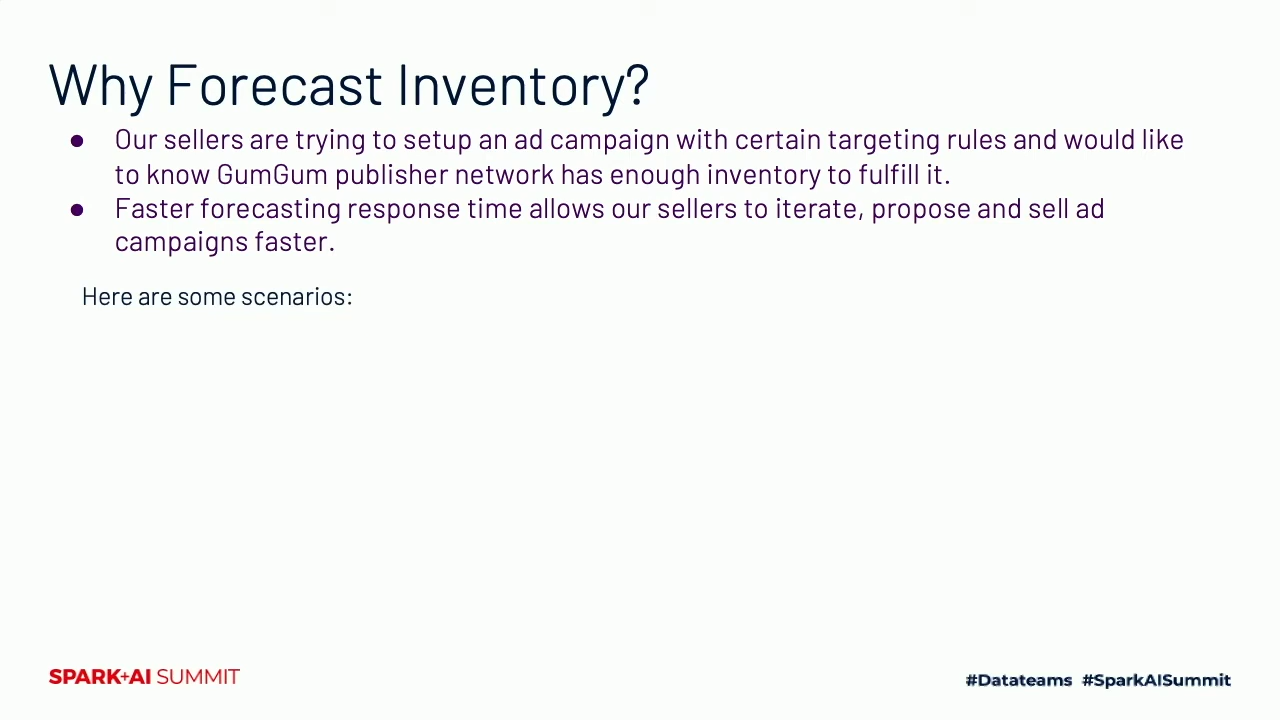 Why Forecast Inventory?
● Our sellers are trying to setup an ad campaign with certain targeting rules and would like
to know GumGum publisher network has enough inventory to fulfill it.
● Faster forecasting response time allows our sellers to iterate, propose and sell ad
campaigns faster.
Here are some scenarios:
SPARK+AI SUMMIT
#Datateams #SparkAISummit